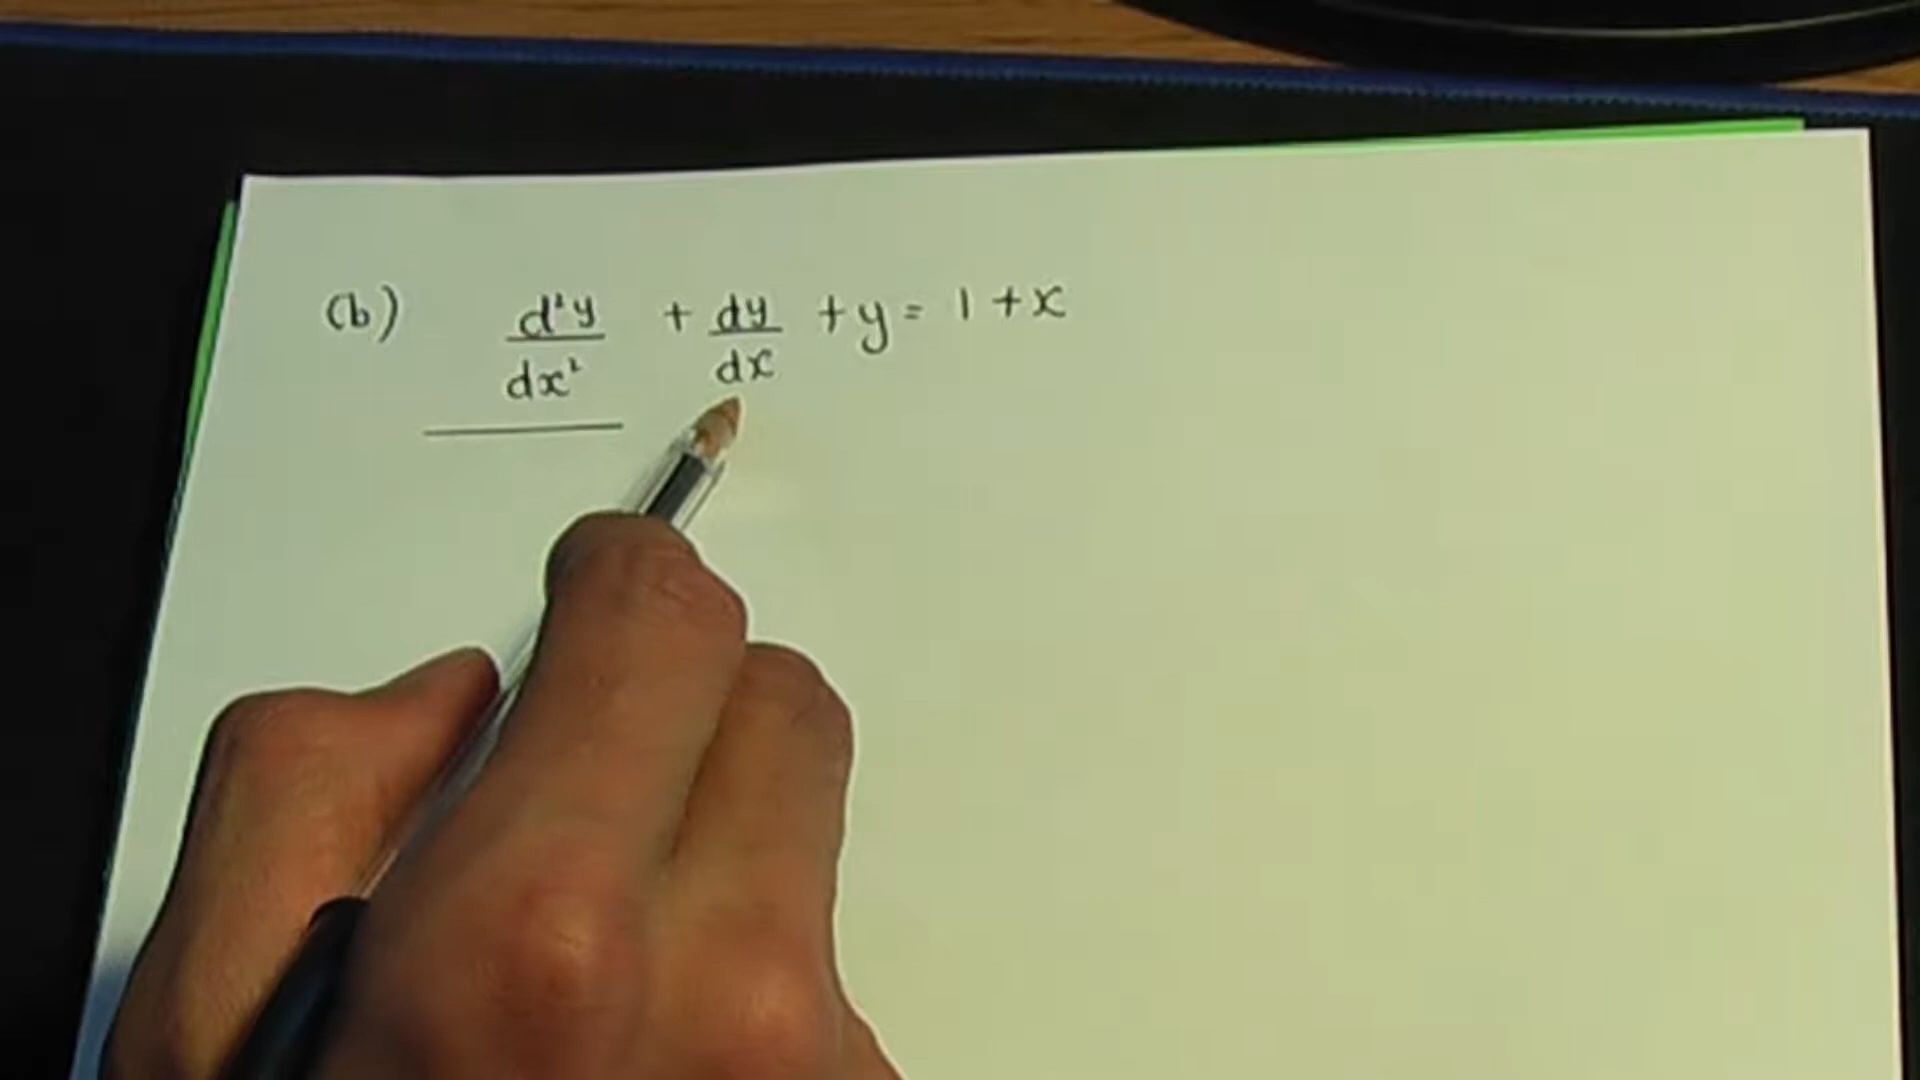 (b) d²y/dx² + dy/dx + y = 1 + x